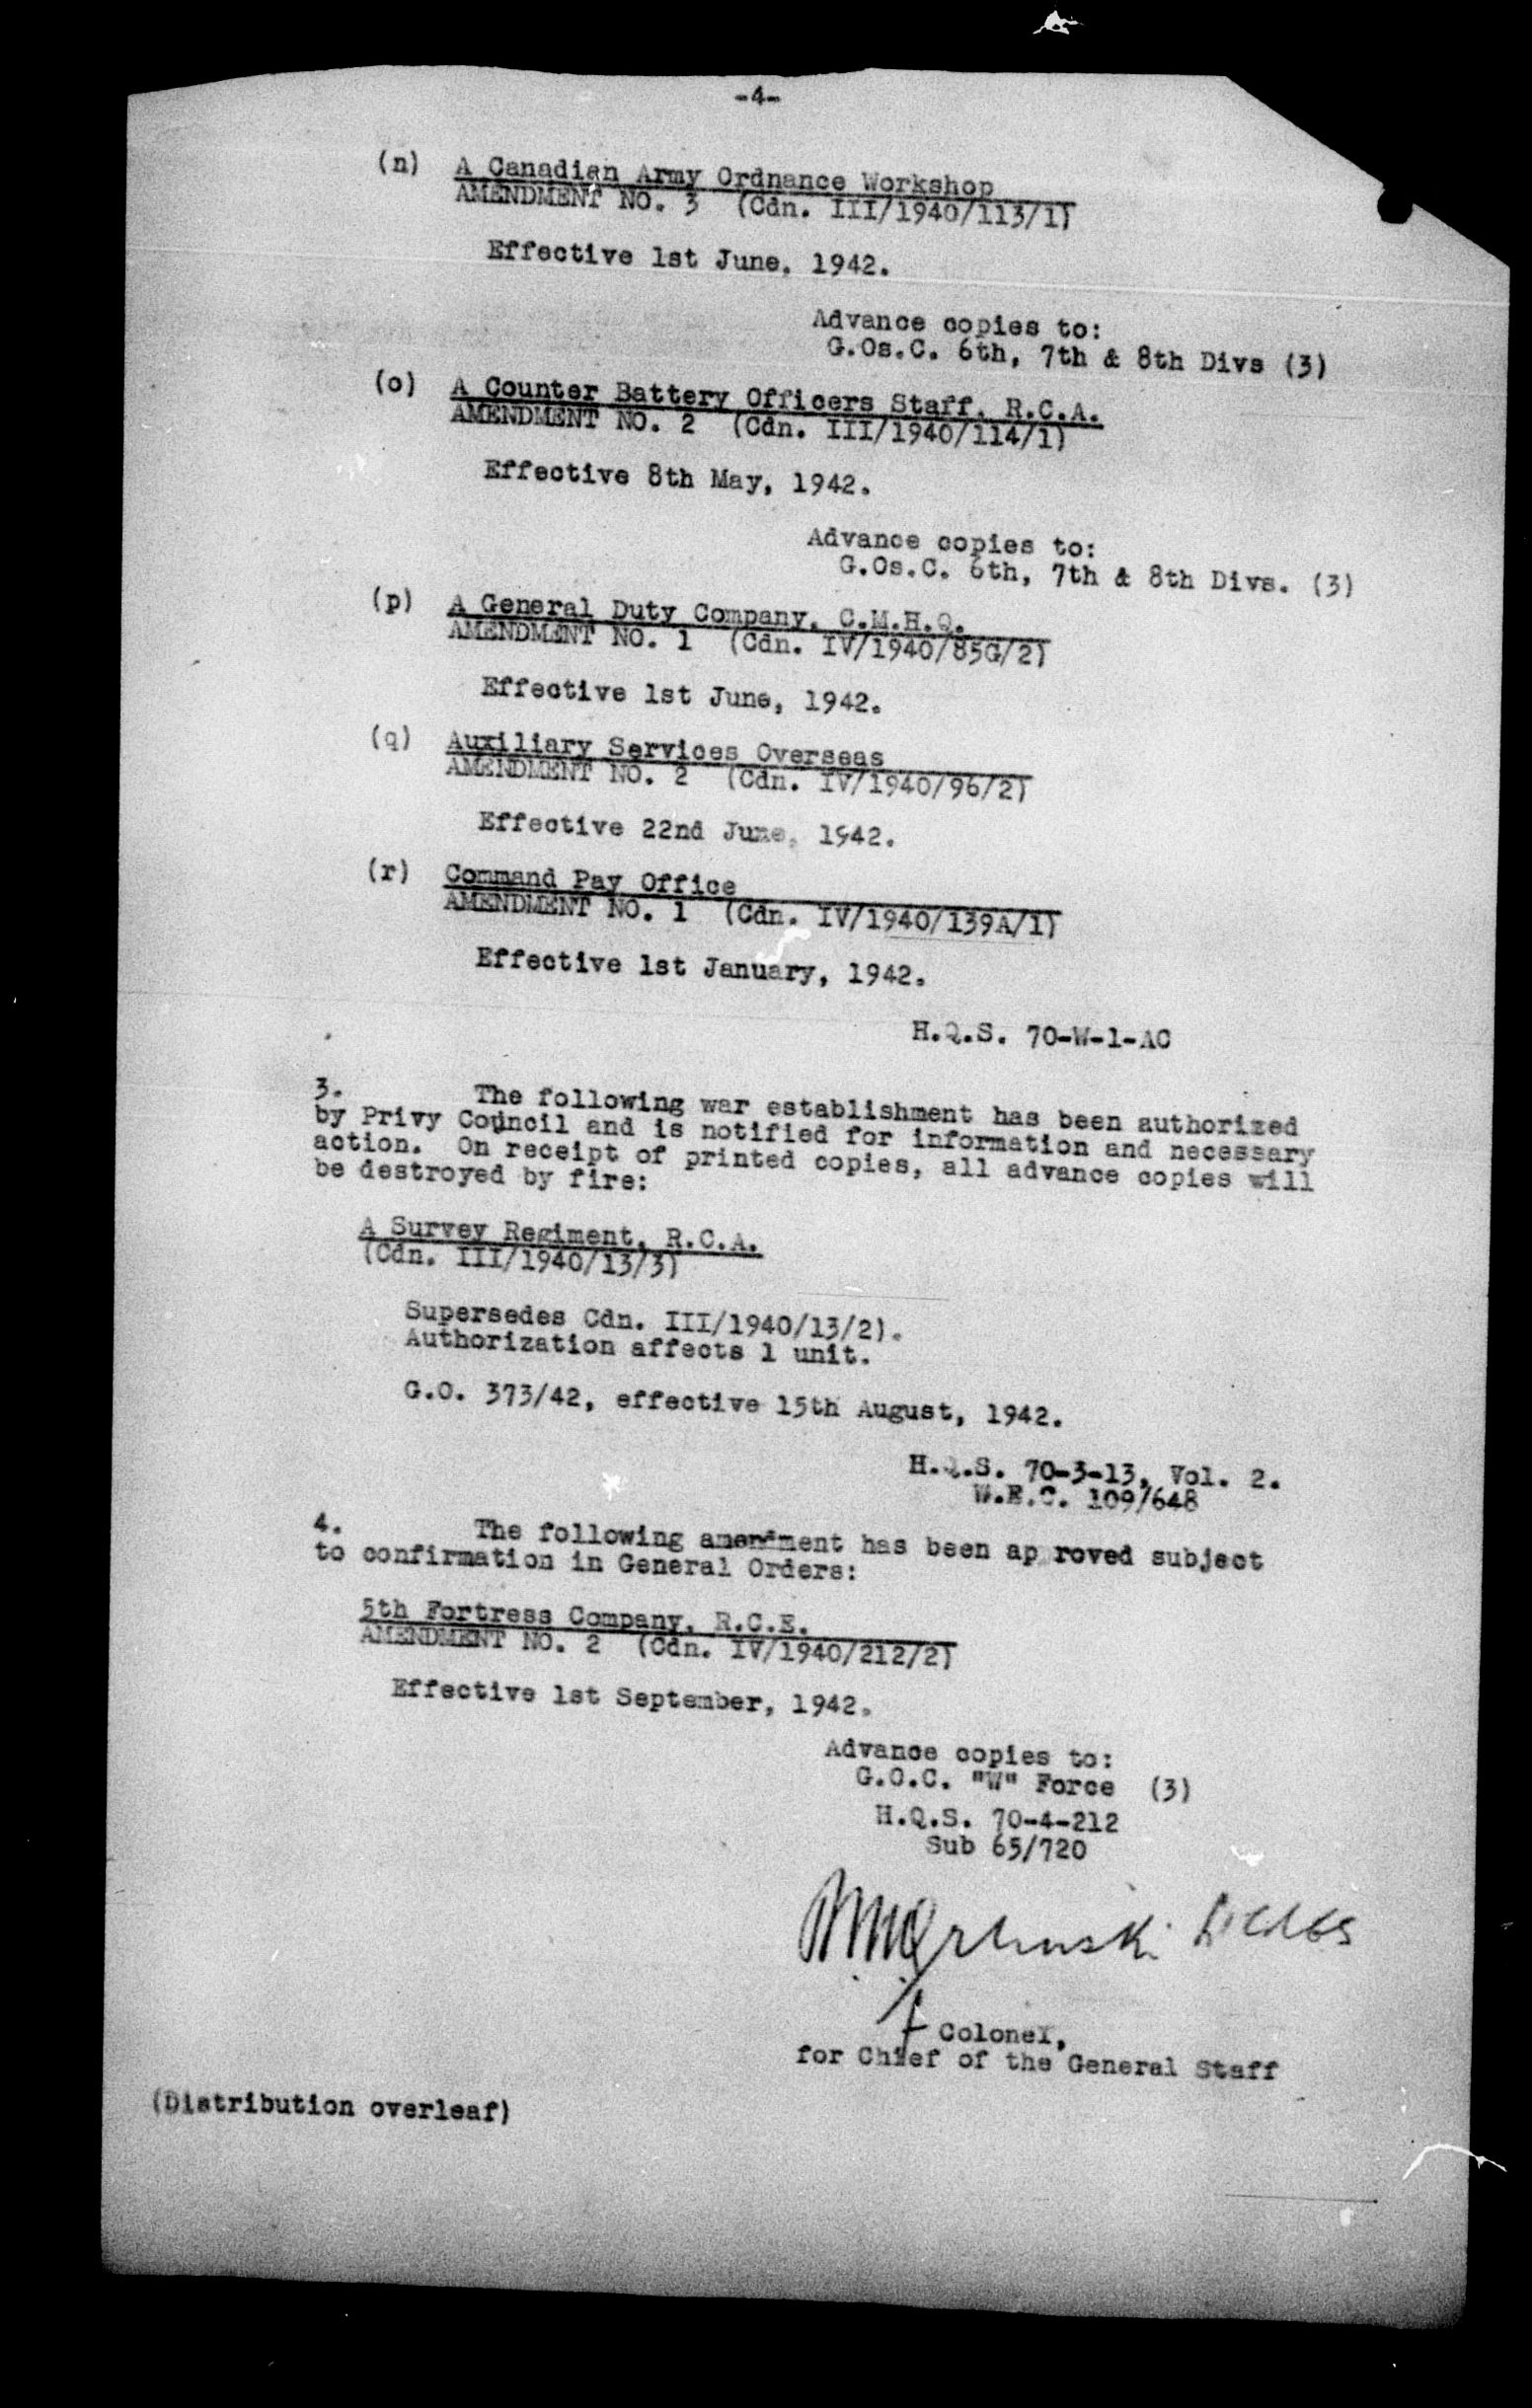 -4-
(n) A Canadian Army Ordnance Workshop
AMENDMENT NO. 3 (Cdn. III/1940/113/1)
Effective 1st June, 1942.
Advance copies to:
G.Os.C. 6th, 7th & 8th Divs (3)
(o) A Counter Battery Officers Staff, R.C.A.
AMENDMENT NO. 2 (Cdn. III/1940/114/1)
Effective 8th May, 1942.
Advance copies to:
G.Os.C. 6th, 7th & 8th Divs. (3)
(p) A General Duty Company, C.M.H.Q.
AMENDMENT NO. 1 (Cdn. IV/1940/85G/2)
Effective 1st June, 1942.
(q) Auxiliary Services Overseas
AMENDMENT NO. 2 (Cdn. IV/1940/96/2)
Effective 22nd June, 1942.
(r) Command Pay Office
AMENDMENT NO. 1 (Cdn. IV/1940/139A/1)
Effective 1st January, 1942.
H.Q.S. 70-W-1-AC
3. The following war establishment has been authorized
by Privy Council and is notified for information and necessary
action. On receipt of printed copies, all advance copies will
be destroyed by fire:
A Survey Regiment, R.C.A.
(Cdn. III/1940/13/3)
Supersedes Cdn. III/1940/13/2).
Authorization affects 1 unit.
G.O. 373/42, effective 15th August, 1942.
H.Q.S. 70-3-13, Vol. 2.
W.E.C. 109/648
4. The following amendment has been ap roved subject
to confirmation in General Orders:
5th Fortress Company, R.C.E.
AMENDMENT NO. 2 (Cdn. IV/1940/212/2)
Effective 1st September, 1942.
Advance copies to:
G.O.C. "W" Force (3)
H.Q.S. 70-4-212
Sub 65/720
f Colonel,
for Chief of the General Staff
(Distribution overleaf)